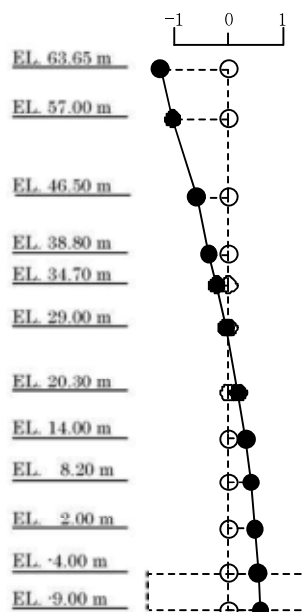 -1 0 1
EL. 63.65 m
EL. 57.00 m
EL. 46.50 m
EL. 38.80 m
EL. 34.70 m
EL. 29.00 m
EL. 20.30 m
EL. 14.00 m
EL. 8.20 m
EL. 2.00 m
EL. -4.00 m
EL. -9.00 m